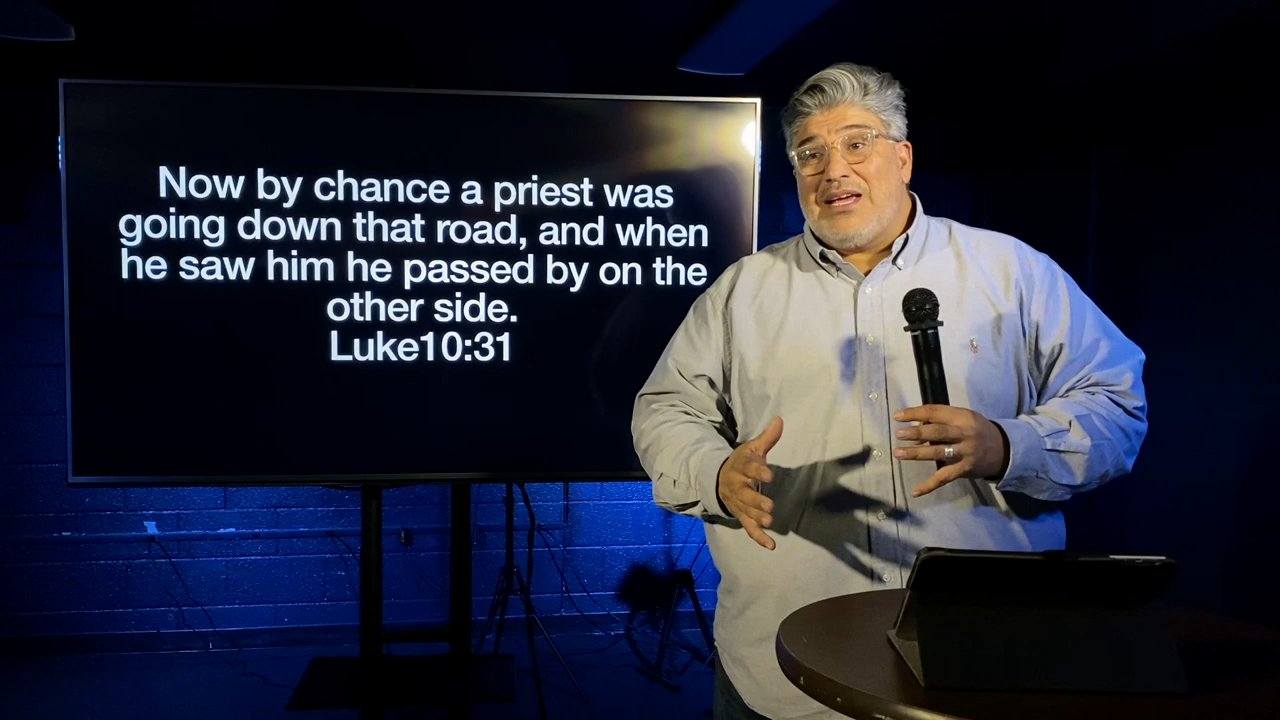 Now by chance a priest was
going down that road, and when
he saw him he passed by on the
other side.
Luke10:31